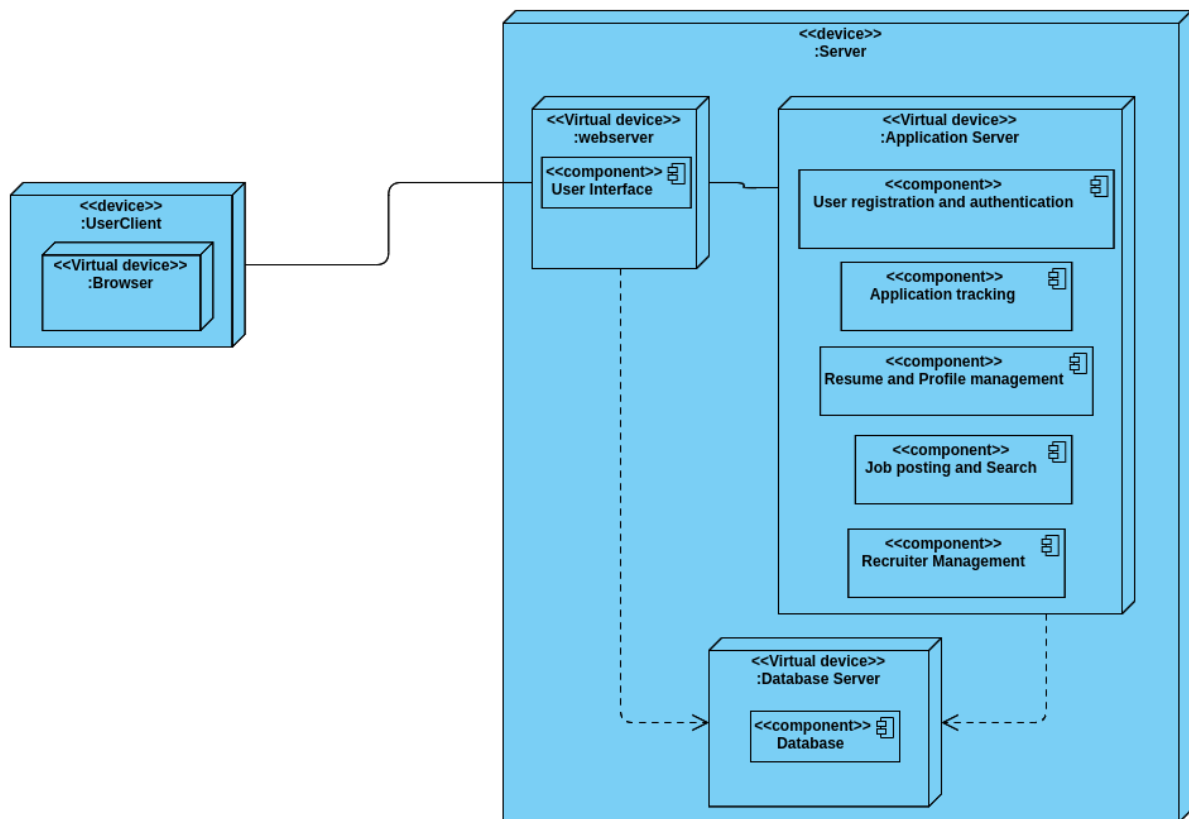 <<device>>
:Server
<<Virtual device>>
:webserver
<<component>>
User Interface
<<Virtual device>>
:Application Server
<<component>>
User registration and authentication
<<component>>
Application tracking
<<component>>
Resume and Profile management
<<component>>
Job posting and Search
<<component>>
Recruiter Management
<<device>>
:UserClient
<<Virtual device>>
:Browser
<<Virtual device>>
:Database Server
<<component>>
Database